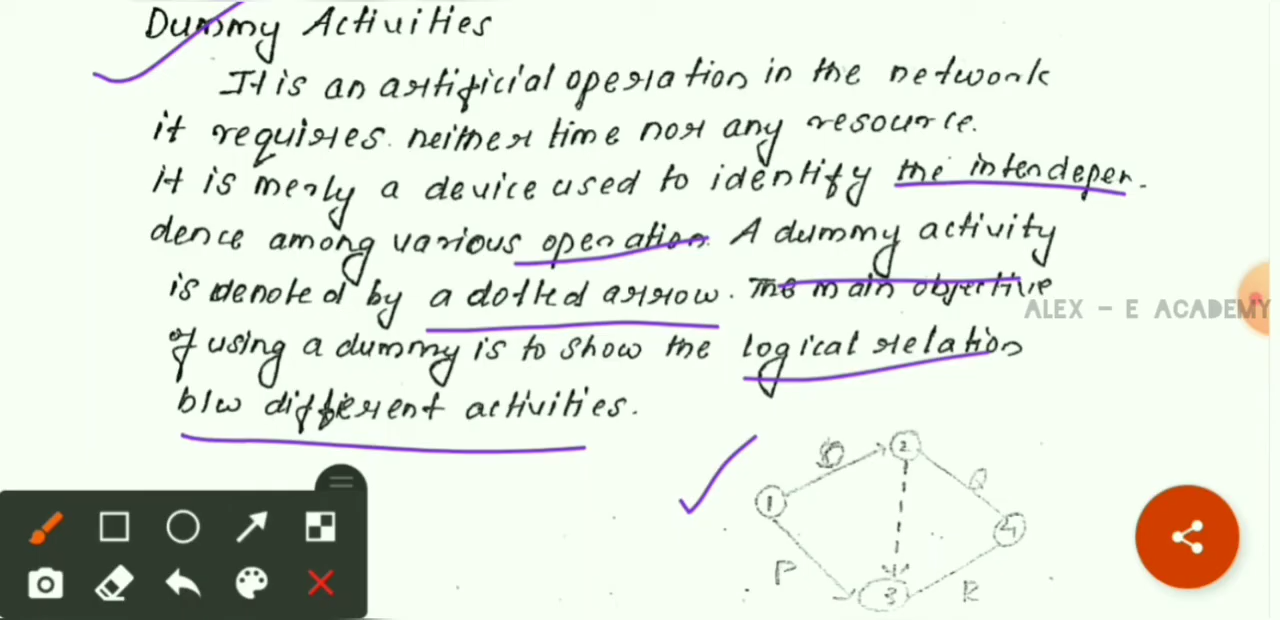 Dummy Activities
It is an artificial operation in the network
it requires neither time nor any resource.
it is merly a device used to identify the intendepen
dence among various operation. A dummy activity
is denoted by a dotted arrow. The main objective
ALEX - E ACADEMY
of using a dummy is to show the logical relation
b/w different activities.
2
Q
1
4
P
3
R